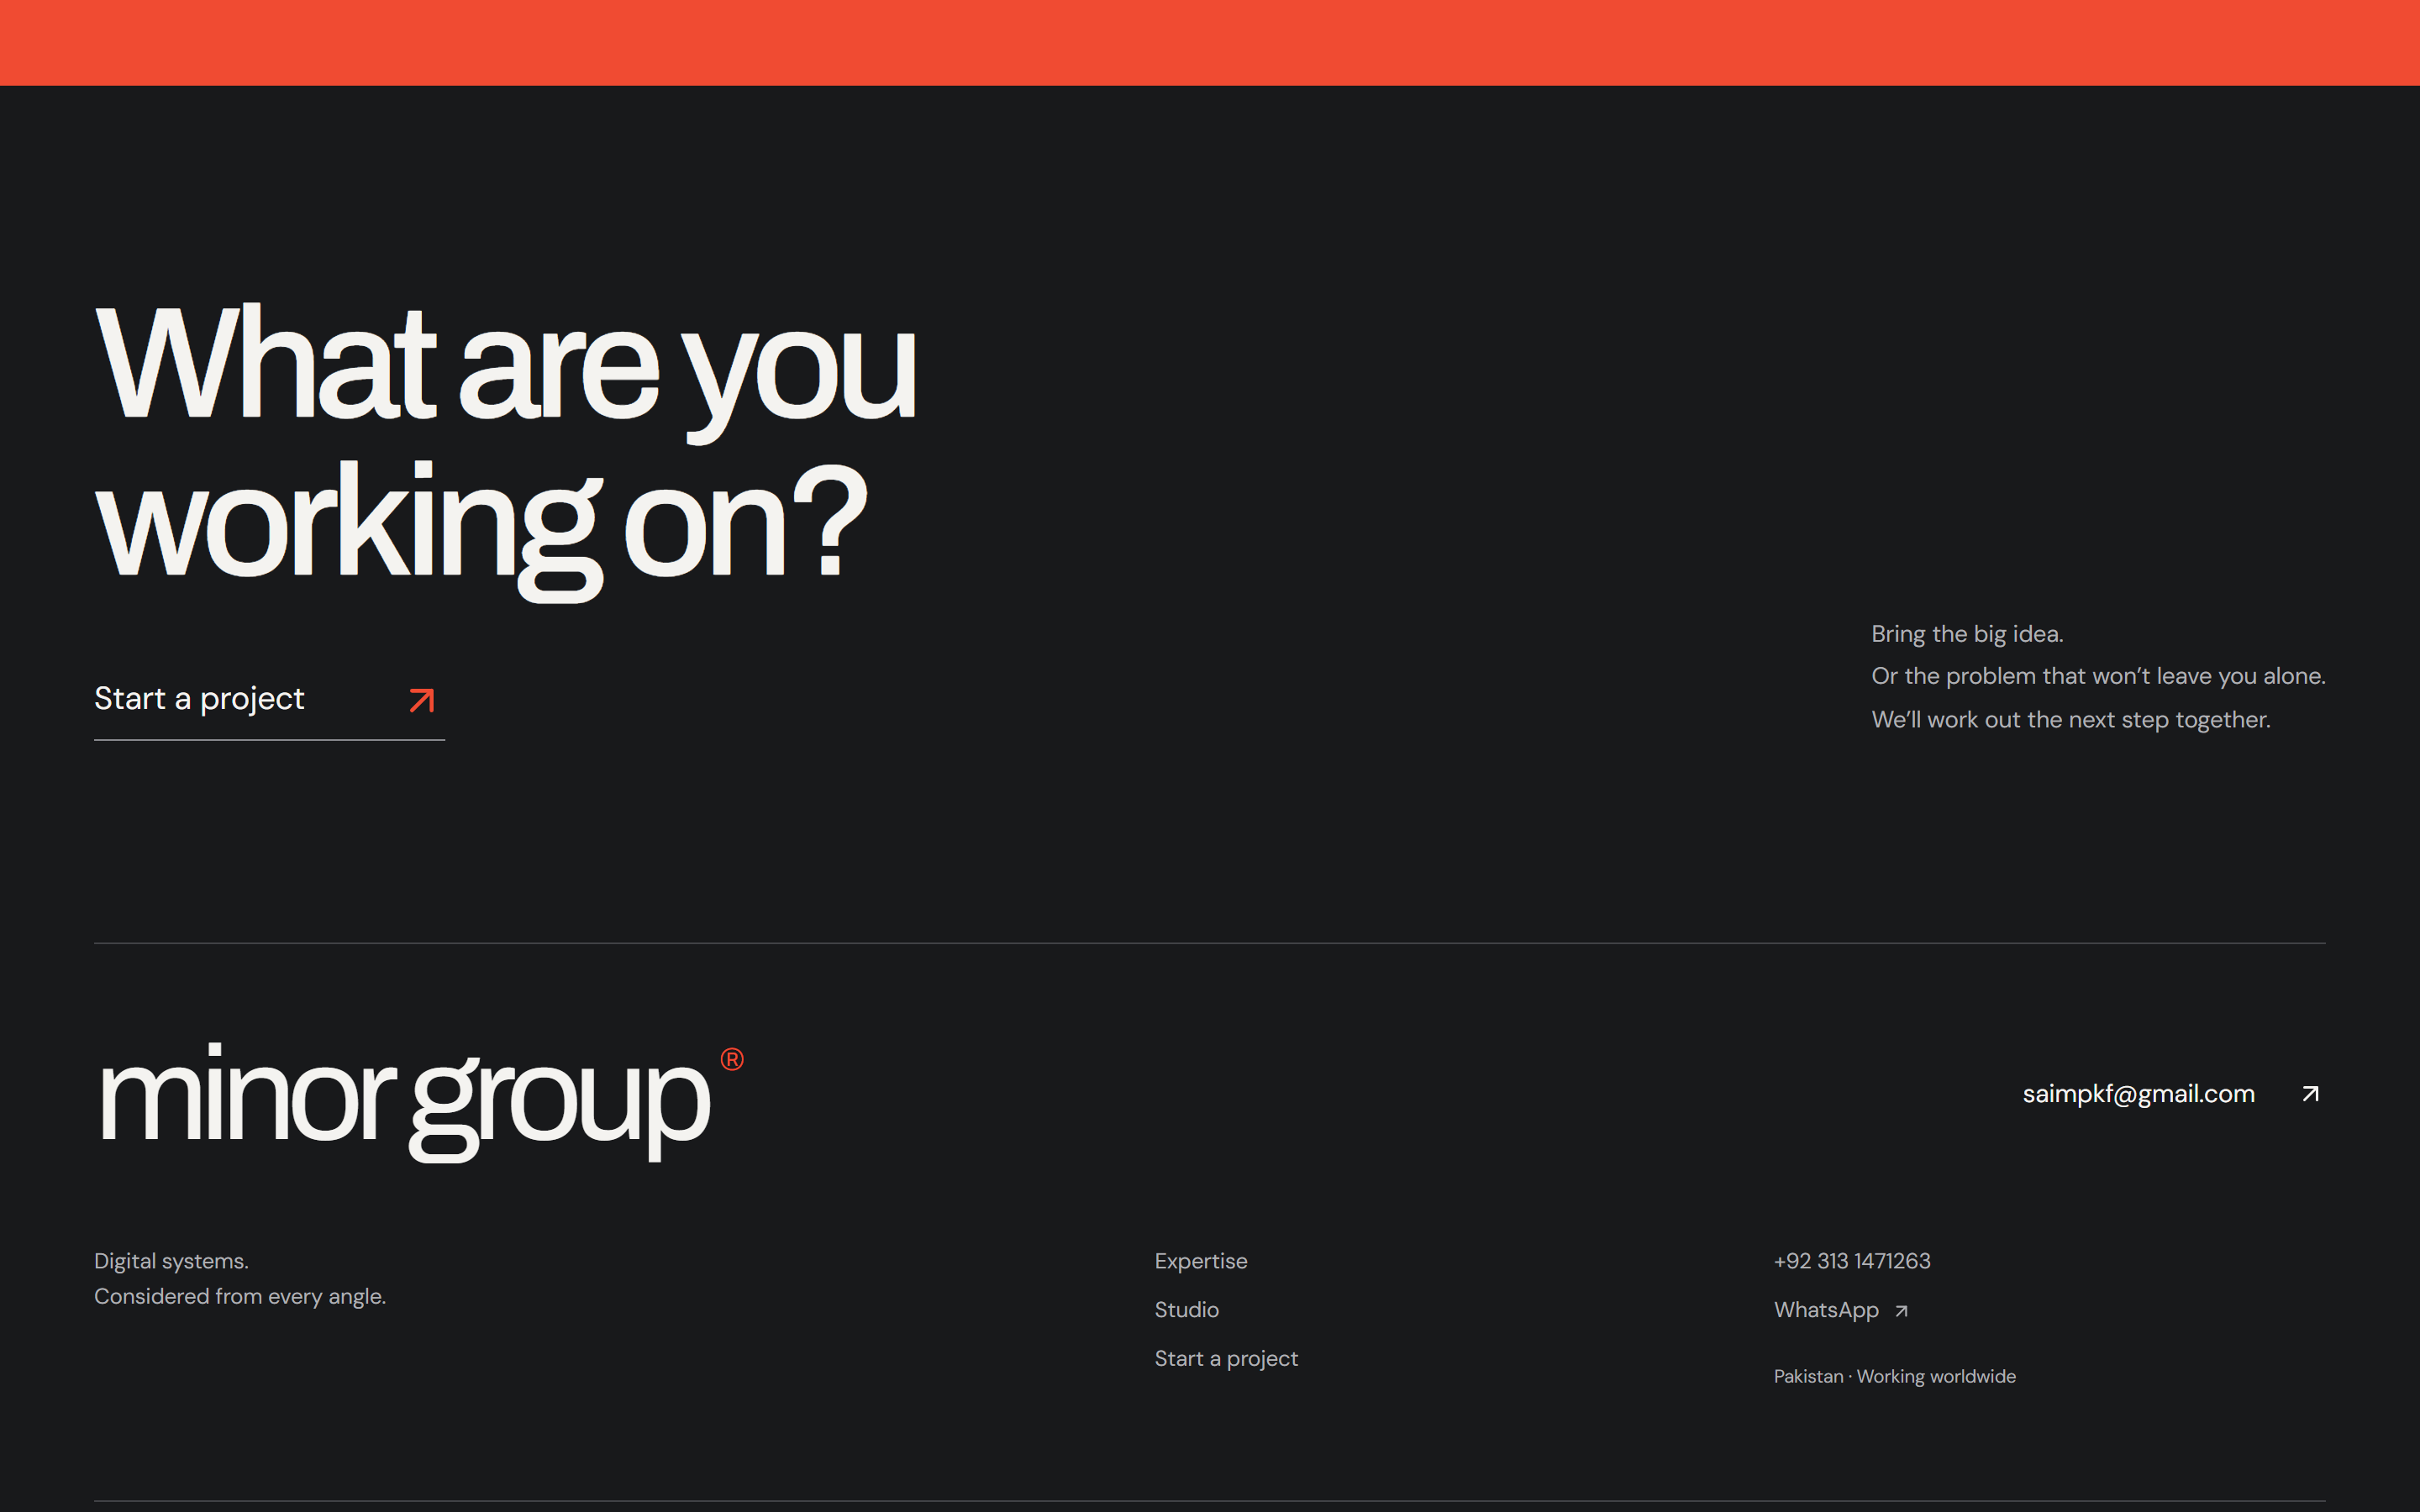 What are you
working on?
Start a project
Bring the big idea.
Or the problem that won’t leave you alone.
We’ll work out the next step together.
minor group®
saimpkf@gmail.com
Digital systems.
Considered from every angle.
Expertise
Studio
Start a project
+92 313 1471263
WhatsApp
Pakistan · Working worldwide